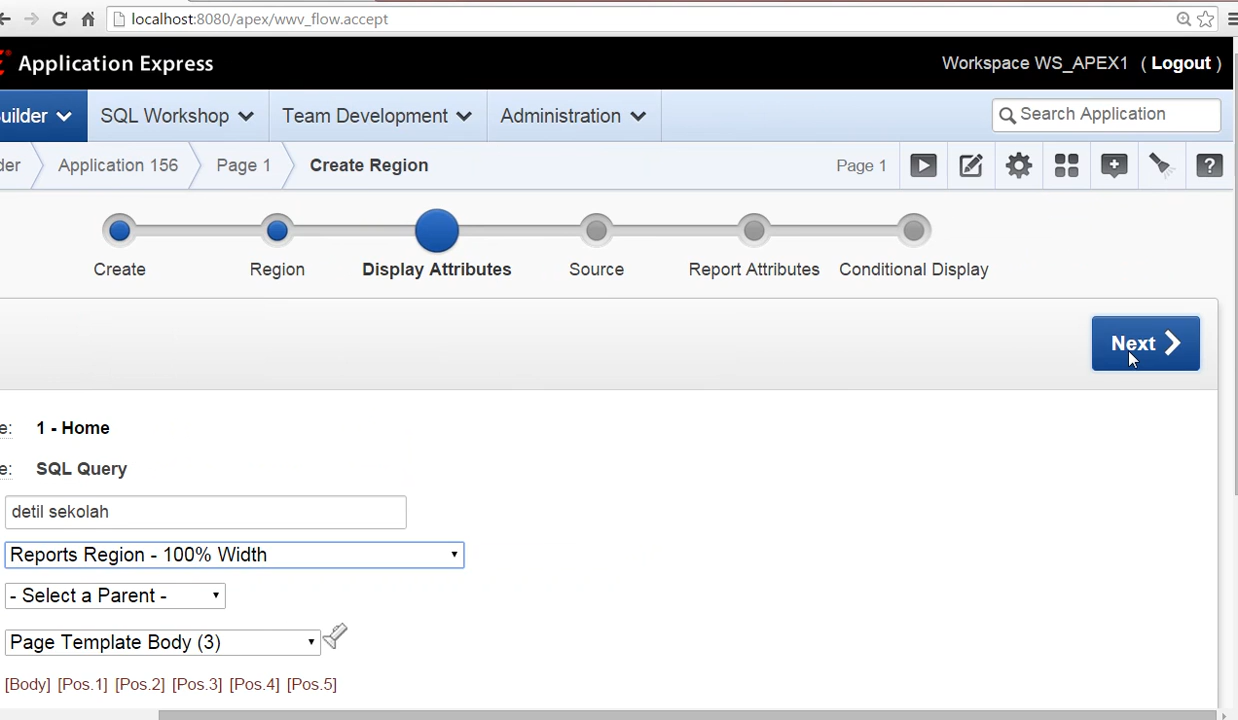 localhost:8080/apex/wwv_flow.accept
Application Express
Workspace WS_APEX1 ( Logout )
uilder
SQL Workshop
Team Development
Administration
Search Application
der
Application 156
Page 1
Create Region
Page 1
?
Create
Region
Display Attributes
Source
Report Attributes
Conditional Display
Next
e: 1 - Home
e: SQL Query
detil sekolah
Reports Region - 100% Width
- Select a Parent -
Page Template Body (3)
[Body] [Pos.1] [Pos.2] [Pos.3] [Pos.4] [Pos.5]